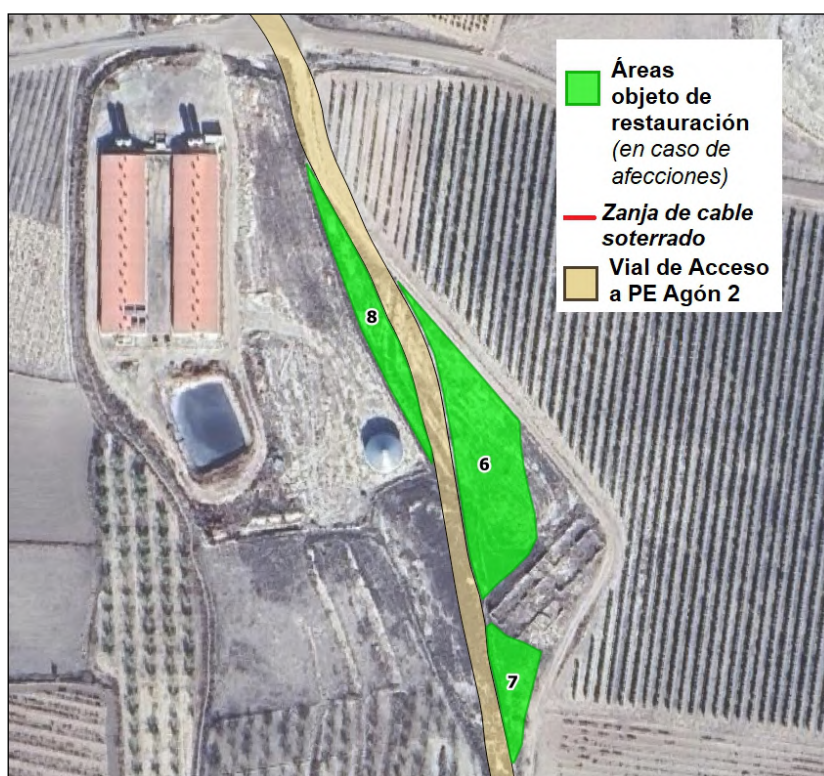 Áreas
objeto de
restauración
(en caso de
afecciones)
Zanja de cable
soterrado
Vial de Acceso
a PE Agón 2
8
6
7